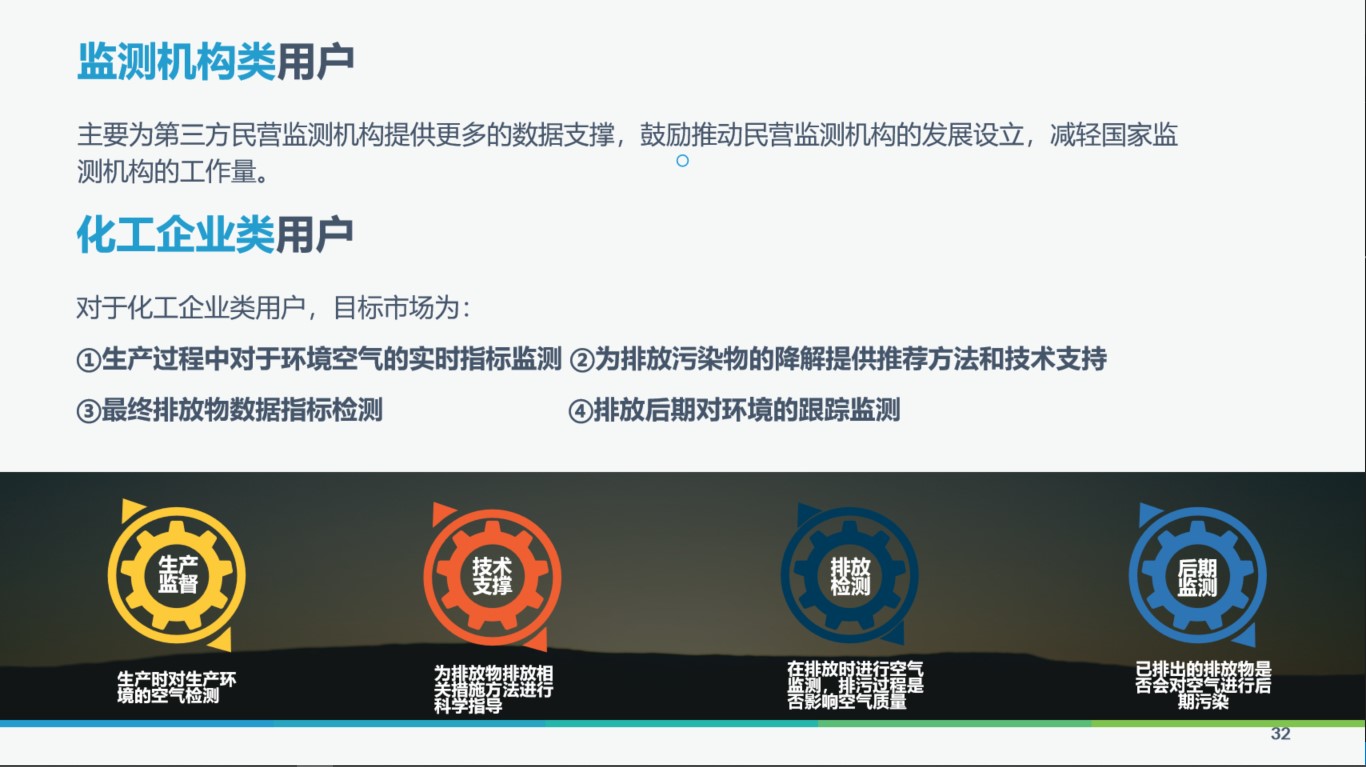 监测机构类用户
主要为第三方民营监测机构提供更多的数据支撑，鼓励推动民营监测机构的发展设立，减轻国家监
测机构的工作量。
化工企业类用户
对于化工企业类用户，目标市场为：
①生产过程中对于环境空气的实时指标监测 ②为排放污染物的降解提供推荐方法和技术支持
③最终排放物数据指标检测 ④排放后期对环境的跟踪监测
生产
监督
生产时对生产环
境的空气检测
技术
支撑
为排放物排放相
关措施方法进行
科学指导
排放
检测
在排放时进行空气
监测，排污过程是
否影响空气质量
后期
监测
已排出的排放物是
否会对空气进行后
期污染
32